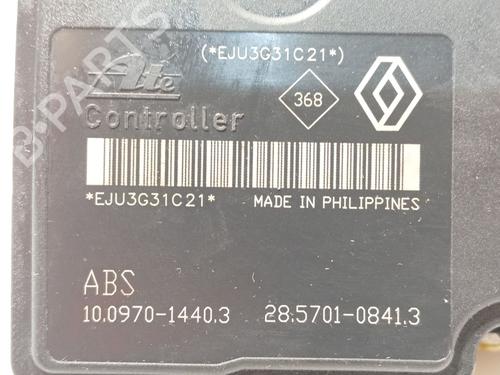 (*EJU3G31C21*)
Ate
368
Controller
*EJU3G31C21* MADE IN PHILIPPINES
ABS
10.0970-1440.3 28.5701-0841.3
B-PARTS